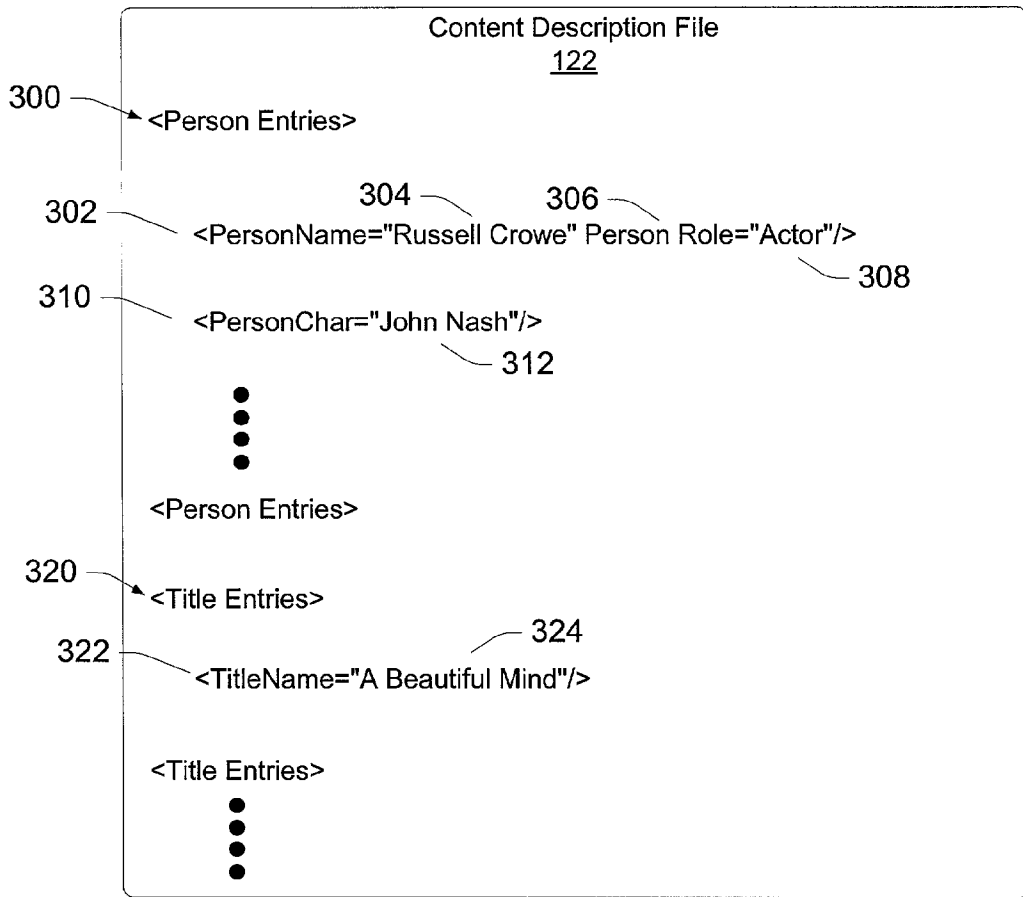 Content Description File
122
300
<Person Entries>
304
306
302
<PersonName="Russell Crowe" Person Role="Actor"/>
308
310
<PersonChar="John Nash"/>
312
<Person Entries>
320
<Title Entries>
324
322
<TitleName="A Beautiful Mind"/>
<Title Entries>